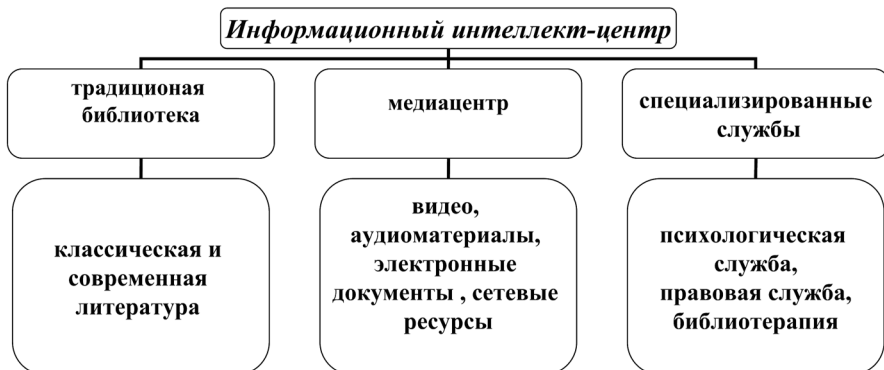 Информационный интеллект-центр
традиционая
библиотека
медиацентр
специализированные
службы
классическая и
современная
литература
видео,
аудиоматериалы,
электронные
документы , сетевые
ресурсы
психологическая
служба,
правовая служба,
библиотерапия